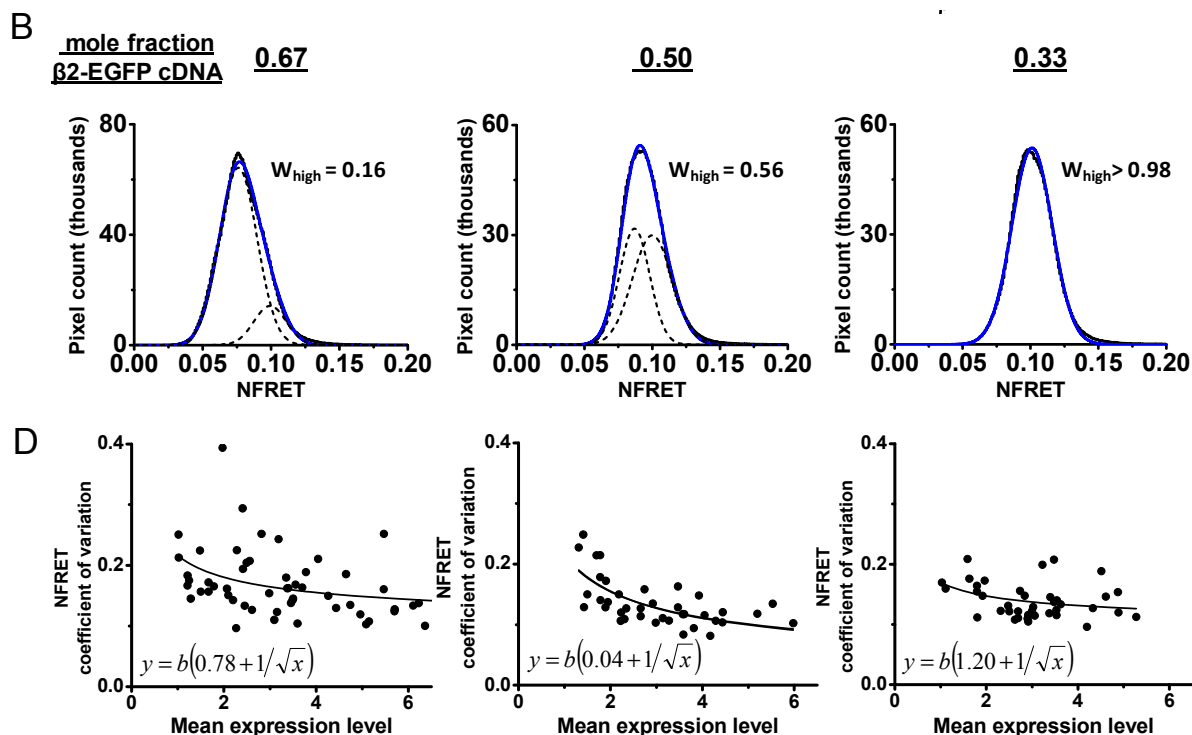 B
mole fraction
β2-EGFP cDNA
0.67
0.50
0.33
Pixel count (thousands)
80
40
0
W_high = 0.16
0.00 0.05 0.10 0.15 0.20
NFRET
Pixel count (thousands)
60
30
0
W_high = 0.56
0.00 0.05 0.10 0.15 0.20
NFRET
Pixel count (thousands)
60
30
0
W_high > 0.98
0.00 0.05 0.10 0.15 0.20
NFRET
D
NFRET
coefficient of variation
0.4
0.2
0.0
y = b(0.78 + 1/√x)
0 2 4 6
Mean expression level
NFRET
coefficient of variation
0.4
0.2
0.0
y = b(0.04 + 1/√x)
0 2 4 6
Mean expression level
NFRET
coefficient of variation
0.4
0.2
0.0
y = b(1.20 + 1/√x)
0 2 4 6
Mean expression level